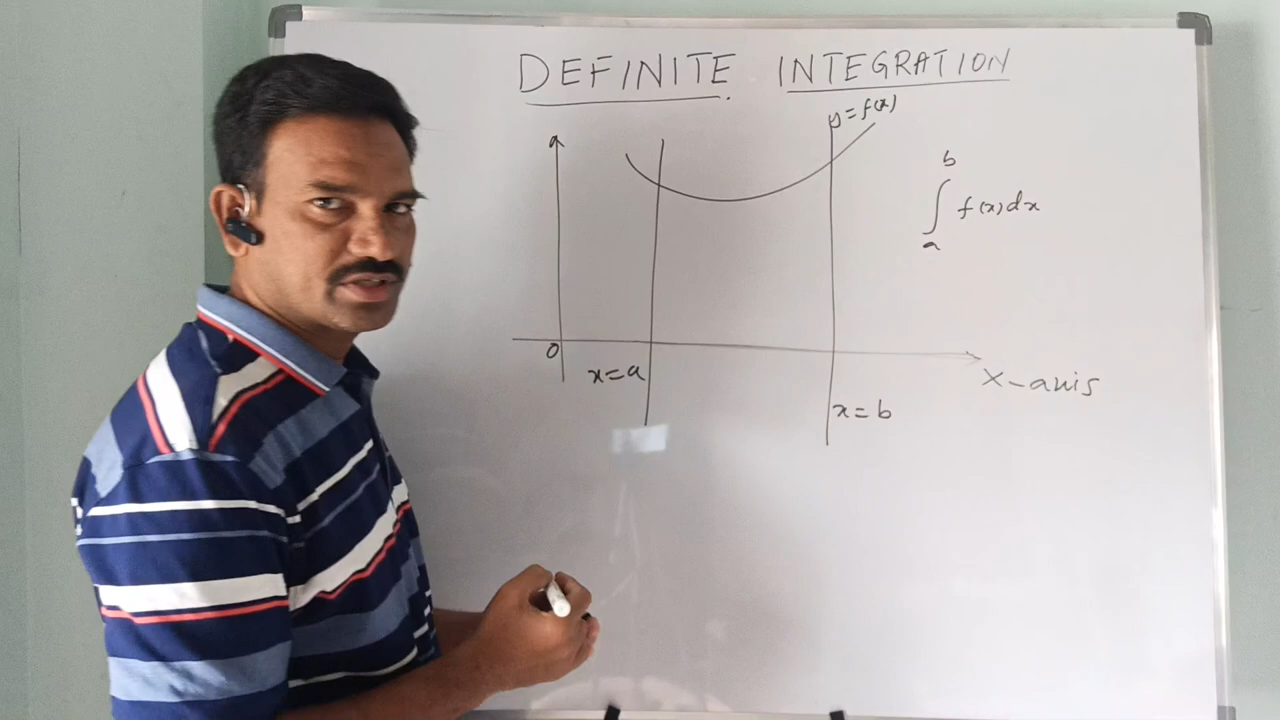 DEFINITE INTEGRATION
y = f(x)
b
∫ f(x) dx
a
0
x = a
X-axis
x = b